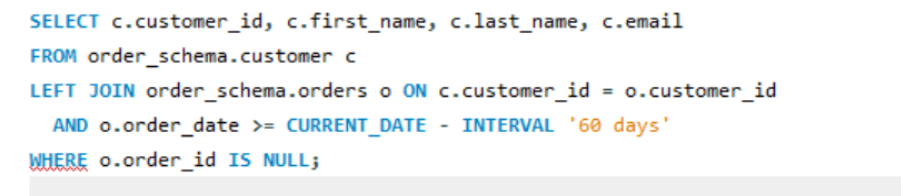 SELECT c.customer_id, c.first_name, c.last_name, c.email
FROM order_schema.customer c
LEFT JOIN order_schema.orders o ON c.customer_id = o.customer_id
  AND o.order_date >= CURRENT_DATE - INTERVAL '60 days'
WHERE o.order_id IS NULL;